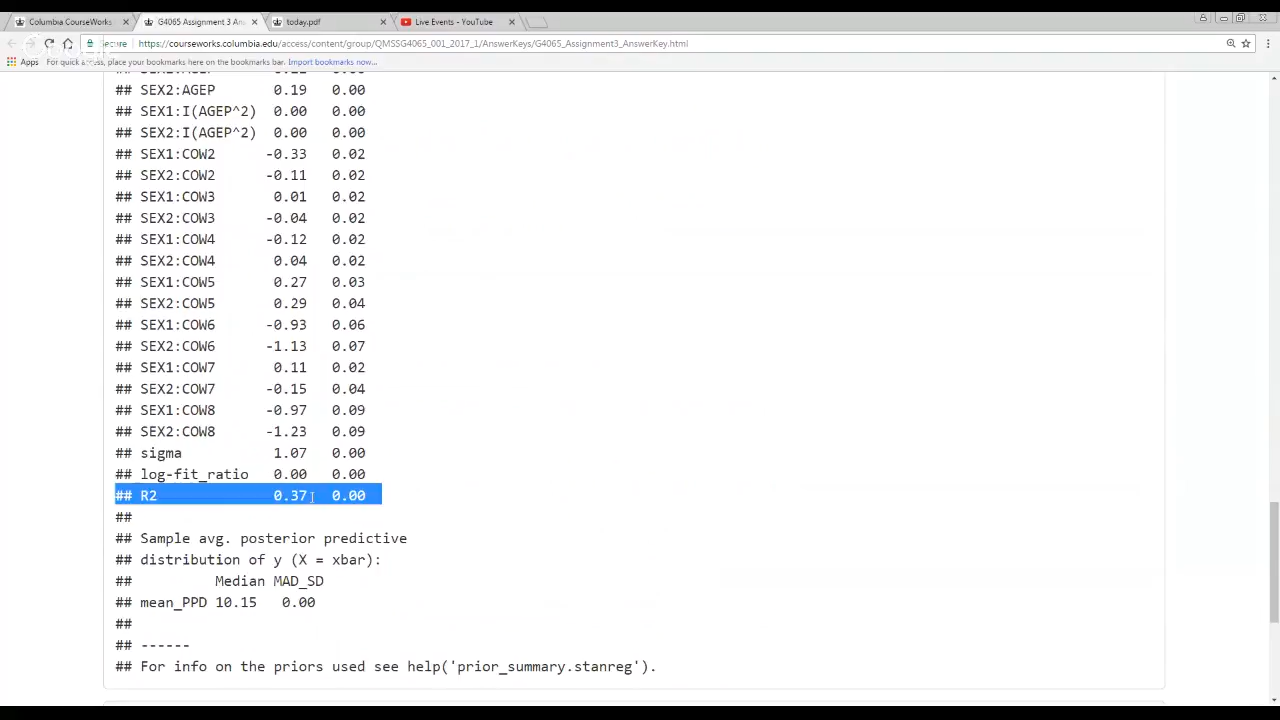 Columbia CourseWorks
G4065 Assignment 3 Ans
today.pdf
Live Events - YouTube
https://courseworks.columbia.edu/access/content/group/QMSSG4065_001_2017_1/AnswerKeys/G4065_Assignment3_AnswerKey.html
Apps
For quick access, place your bookmarks here on the bookmarks bar. Import bookmarks now...
## SEX2:AGEP 0.19 0.00
## SEX1:I(AGEP^2) 0.00 0.00
## SEX2:I(AGEP^2) 0.00 0.00
## SEX1:COW2 -0.33 0.02
## SEX2:COW2 -0.11 0.02
## SEX1:COW3 0.01 0.02
## SEX2:COW3 -0.04 0.02
## SEX1:COW4 -0.12 0.02
## SEX2:COW4 0.04 0.02
## SEX1:COW5 0.27 0.03
## SEX2:COW5 0.29 0.04
## SEX1:COW6 -0.93 0.06
## SEX2:COW6 -1.13 0.07
## SEX1:COW7 0.11 0.02
## SEX2:COW7 -0.15 0.04
## SEX1:COW8 -0.97 0.09
## SEX2:COW8 -1.23 0.09
## sigma 1.07 0.00
## log-fit_ratio 0.00 0.00
## R2 0.37 0.00
##
## Sample avg. posterior predictive
## distribution of y (X = xbar):
## Median MAD_SD
## mean_PPD 10.15 0.00
##
## ------
## For info on the priors used see help('prior_summary.stanreg').